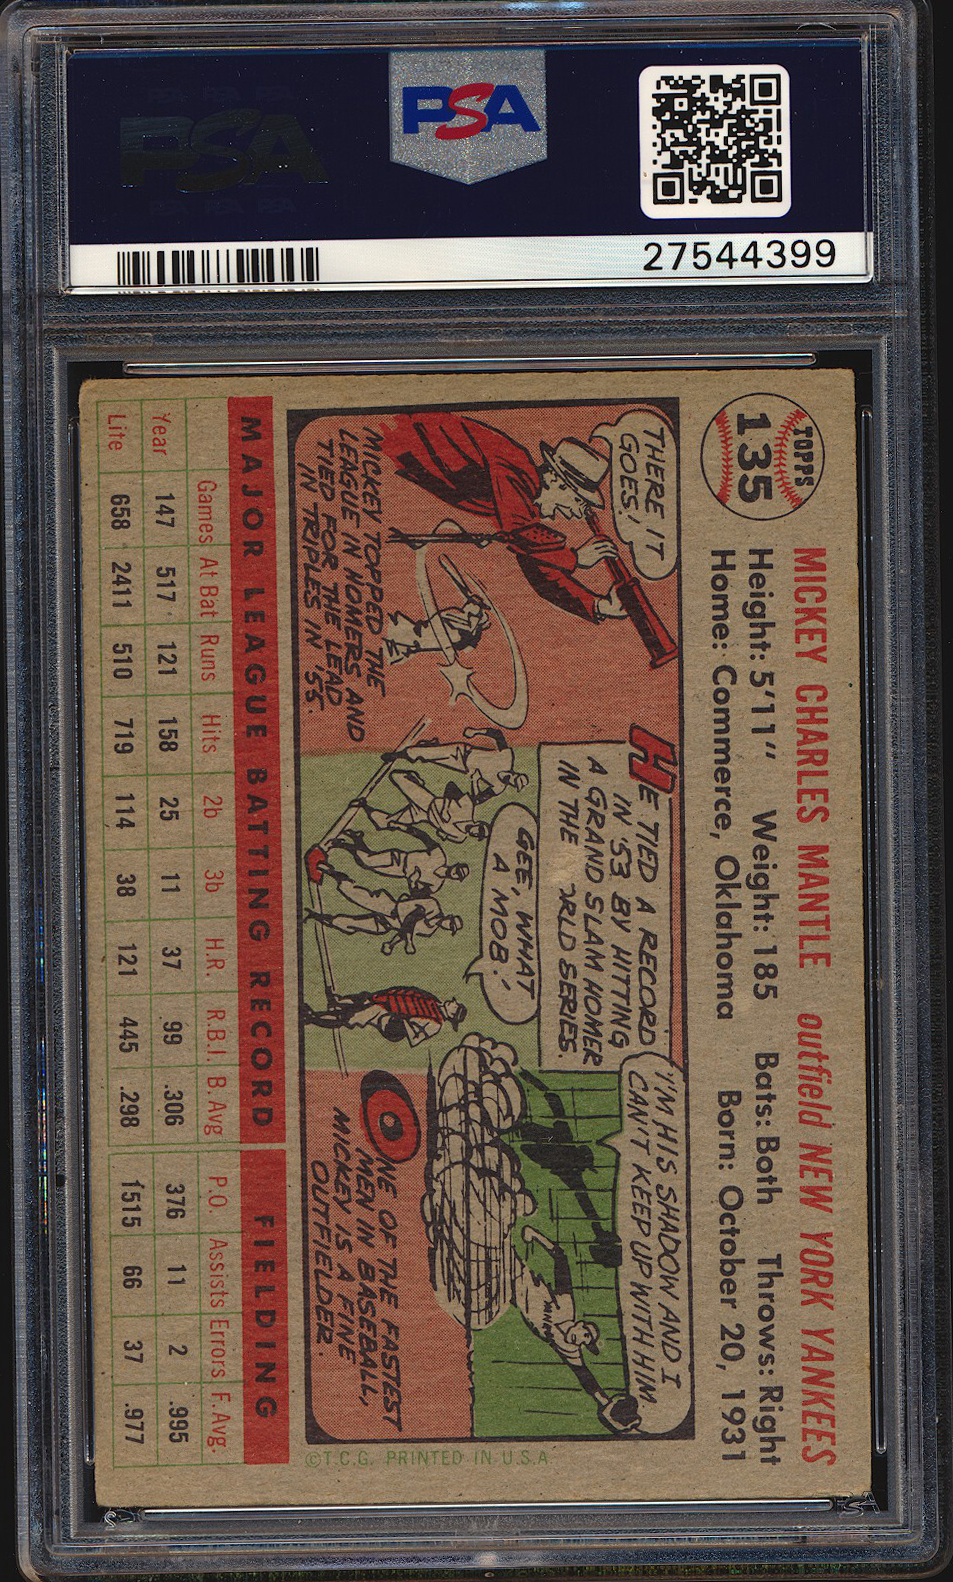 PSA
PSA
27544399
TOPPS
135
MICKEY CHARLES MANTLE outfield NEW YORK YANKEES
Height: 5'11" Weight: 185 Bats: Both Throws: Right
Home: Commerce, Oklahoma Born: October 20, 1931
THERE IT
GOES!
MICKEY TOPPED THE
LEAGUE IN HOMERS AND
TIED FOR THE LEAD
IN TRIPLES IN '55.
HE TIED A RECORD
IN '53 BY HITTING
A GRAND SLAM HOMER
IN THE ORLD SERIES.
GEE, WHAT
A MOB!
I'M HIS SHADOW AND I
CAN'T KEEP UP WITH HIM
ONE OF THE FASTEST
MEN IN BASEBALL,
MICKEY IS A FINE
OUTFIELDER.
©T.C.G. PRINTED IN U.S.A.
MAJOR LEAGUE BATTING RECORD FIELDING
Games At Bat Runs Hits 2b 3b H.R. R.B.I. B. Avg P.O. Assists Errors F. Avg.
Year 147 517 121 158 25 11 37 99 .306 376 11 2 .995
Life 658 2411 510 719 114 38 121 445 .298 1515 66 37 .977